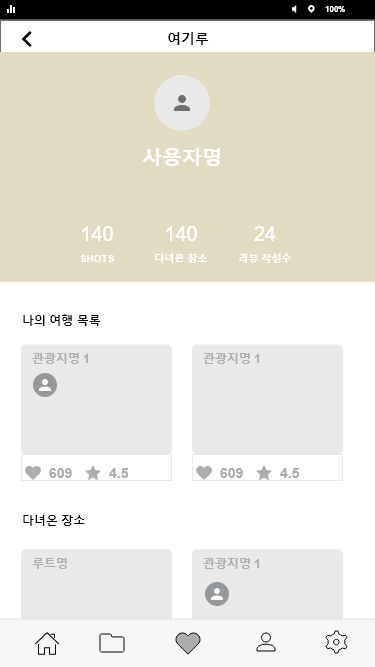 100%
여기루
사용자명
140 140 24
SHOTS 다녀온 장소 리뷰 작성수
나의 여행 목록
관광지명 1 관광지명 1
609 4.5 609 4.5
다녀온 장소
루트명 관광지명 1